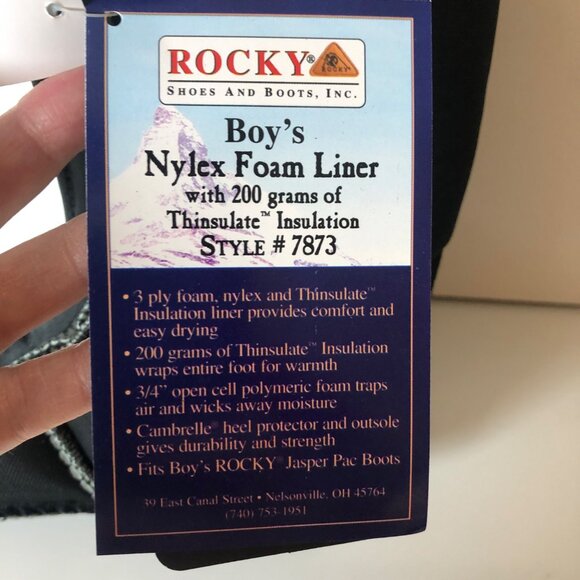 ROCKY® ROCKY
SHOES AND BOOTS, INC.
Boy's
Nylex Foam Liner
with 200 grams of
Thinsulate™ Insulation
STYLE # 7873
• 3 ply foam, nylex and Thinsulate™
Insulation liner provides comfort and
easy drying
• 200 grams of Thinsulate™ Insulation
wraps entire foot for warmth
• 3/4" open cell polymeric foam traps
air and wicks away moisture
• Cambrelle® heel protector and outsole
gives durability and strength
• Fits Boy's ROCKY® Jasper Pac Boots
39 East Canal Street • Nelsonville, OH 45764
(740) 753-1951